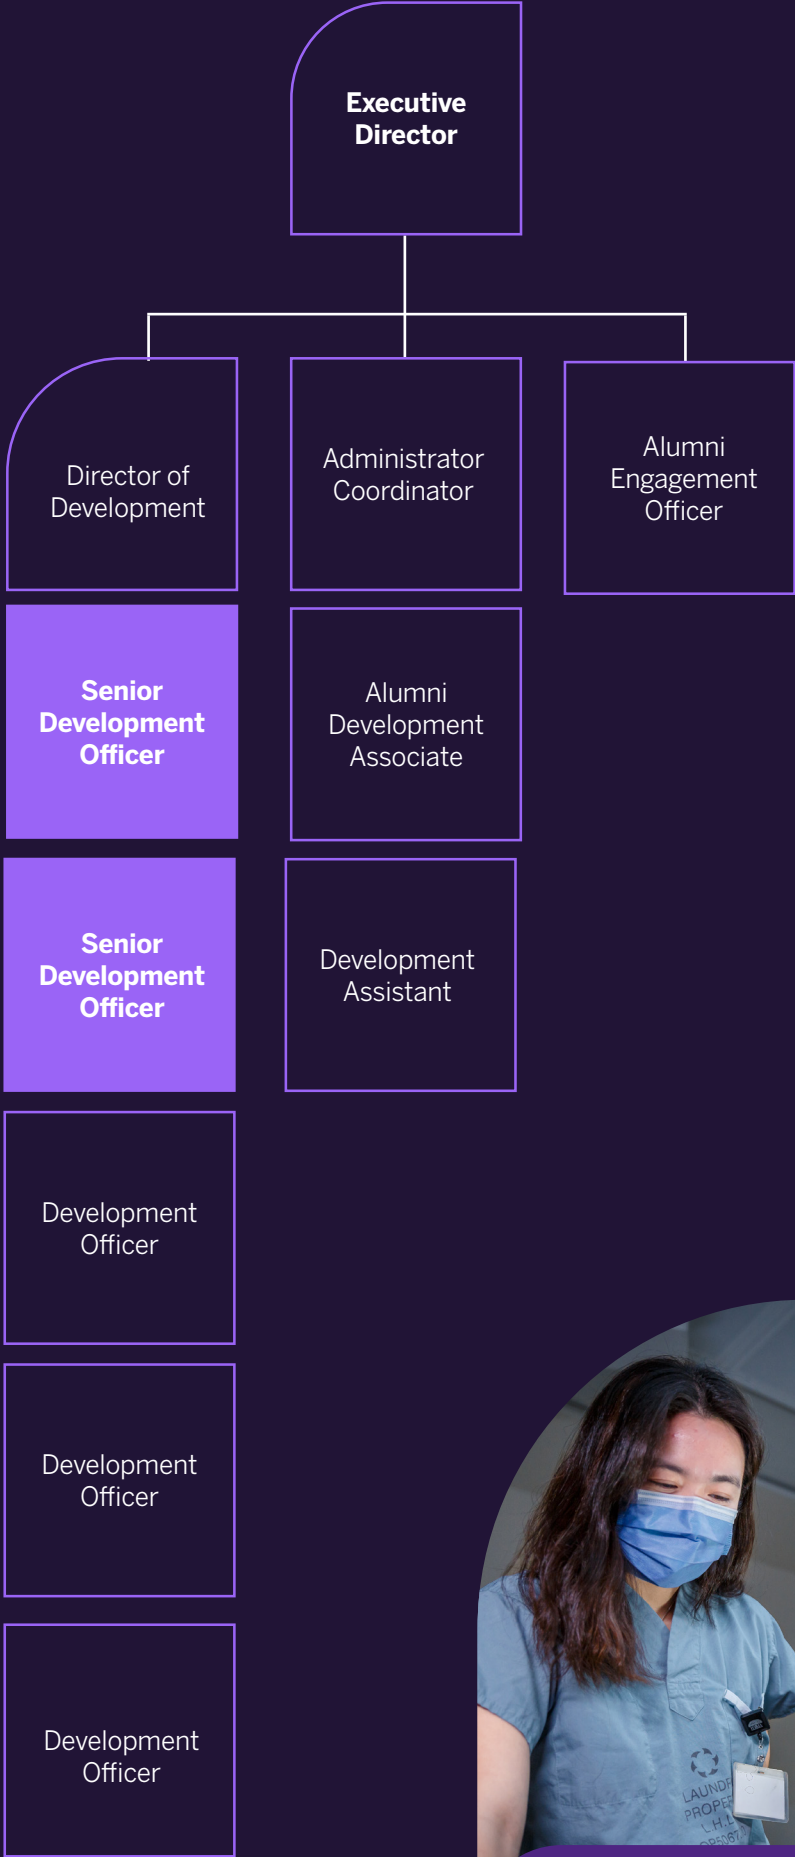 Executive
Director
Director of
Development
Administrator
Coordinator
Alumni
Engagement
Officer
Senior
Development
Officer
Alumni
Development
Associate
Senior
Development
Officer
Development
Assistant
Development
Officer
Development
Officer
Development
Officer
L.H.